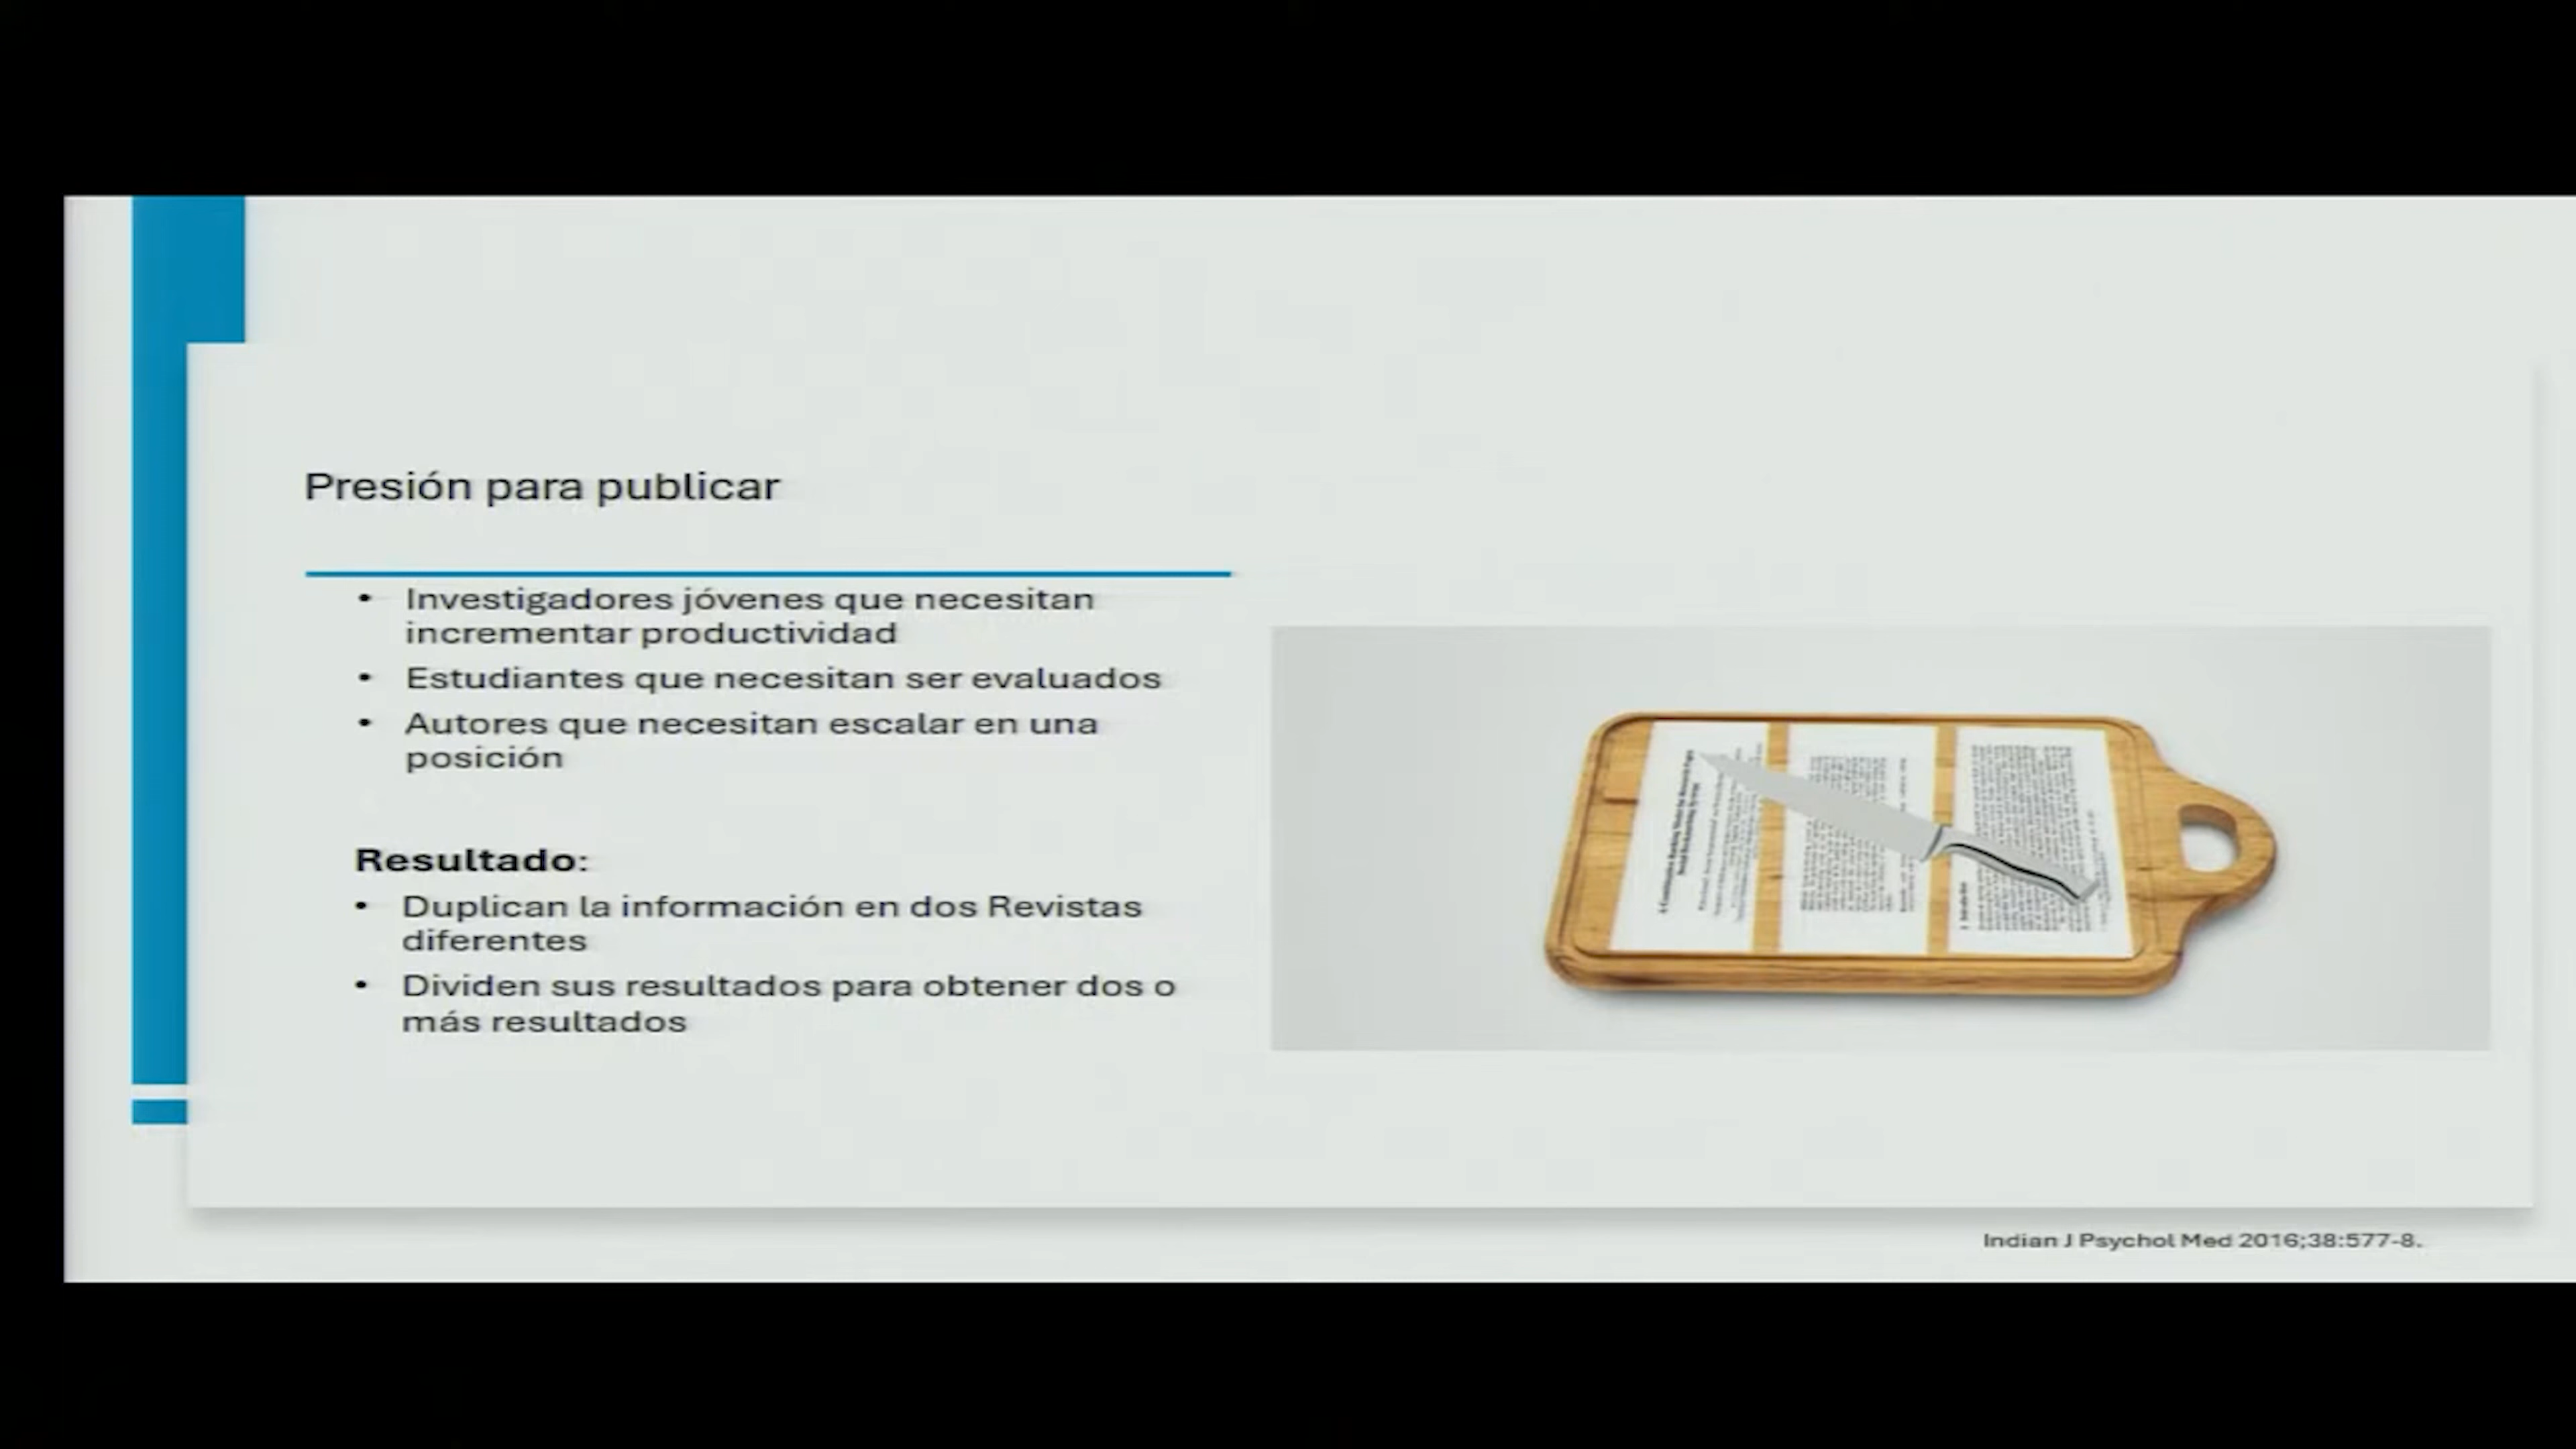 Presión para publicar
• Investigadores jóvenes que necesitan
incrementar productividad
• Estudiantes que necesitan ser evaluados
• Autores que necesitan escalar en una
posición
Resultado:
• Duplican la información en dos Revistas
diferentes
• Dividen sus resultados para obtener dos o
más resultados
Indian J Psychol Med 2016;38:577-8.